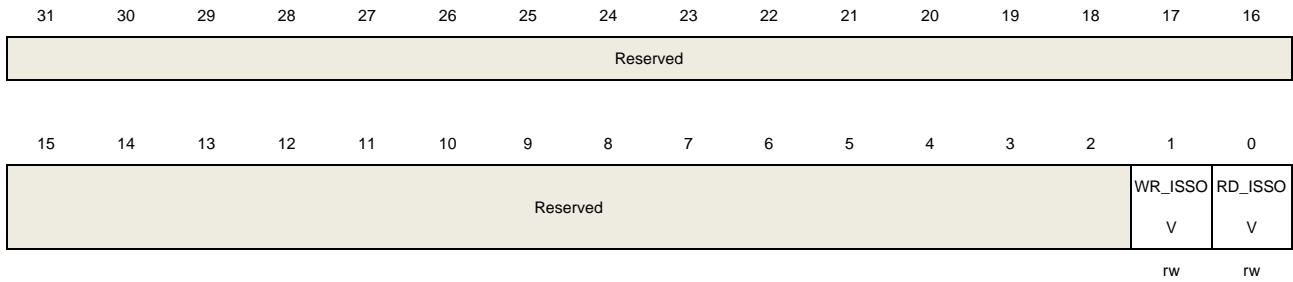 31 30 29 28 27 26 25 24 23 22 21 20 19 18 17 16
Reserved
15 14 13 12 11 10 9 8 7 6 5 4 3 2 1 0
Reserved WR_ISSO V RD_ISSO V
rw rw